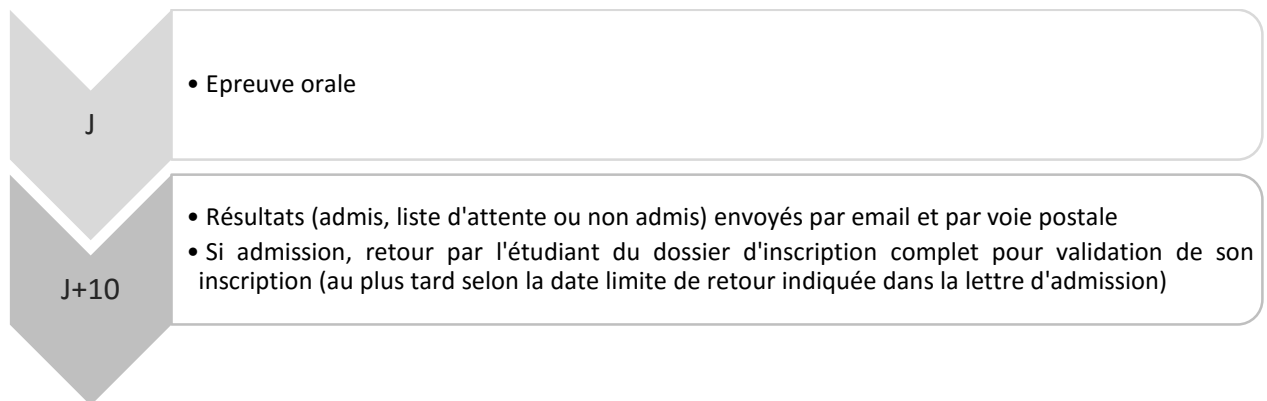 J
• Epreuve orale
J+10
• Résultats (admis, liste d'attente ou non admis) envoyés par email et par voie postale
• Si admission, retour par l'étudiant du dossier d'inscription complet pour validation de son
inscription (au plus tard selon la date limite de retour indiquée dans la lettre d'admission)